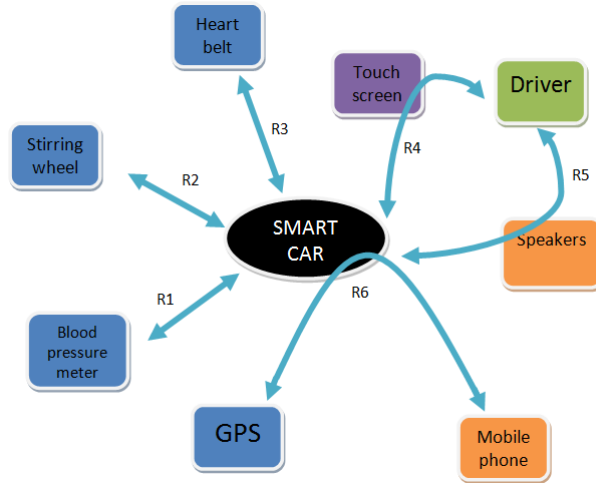 Heart
belt
Touch
screen
Driver
R3
R4
Stirring
wheel
R2
R5
SMART
CAR
Speakers
R1
R6
Blood
pressure
meter
GPS
Mobile
phone